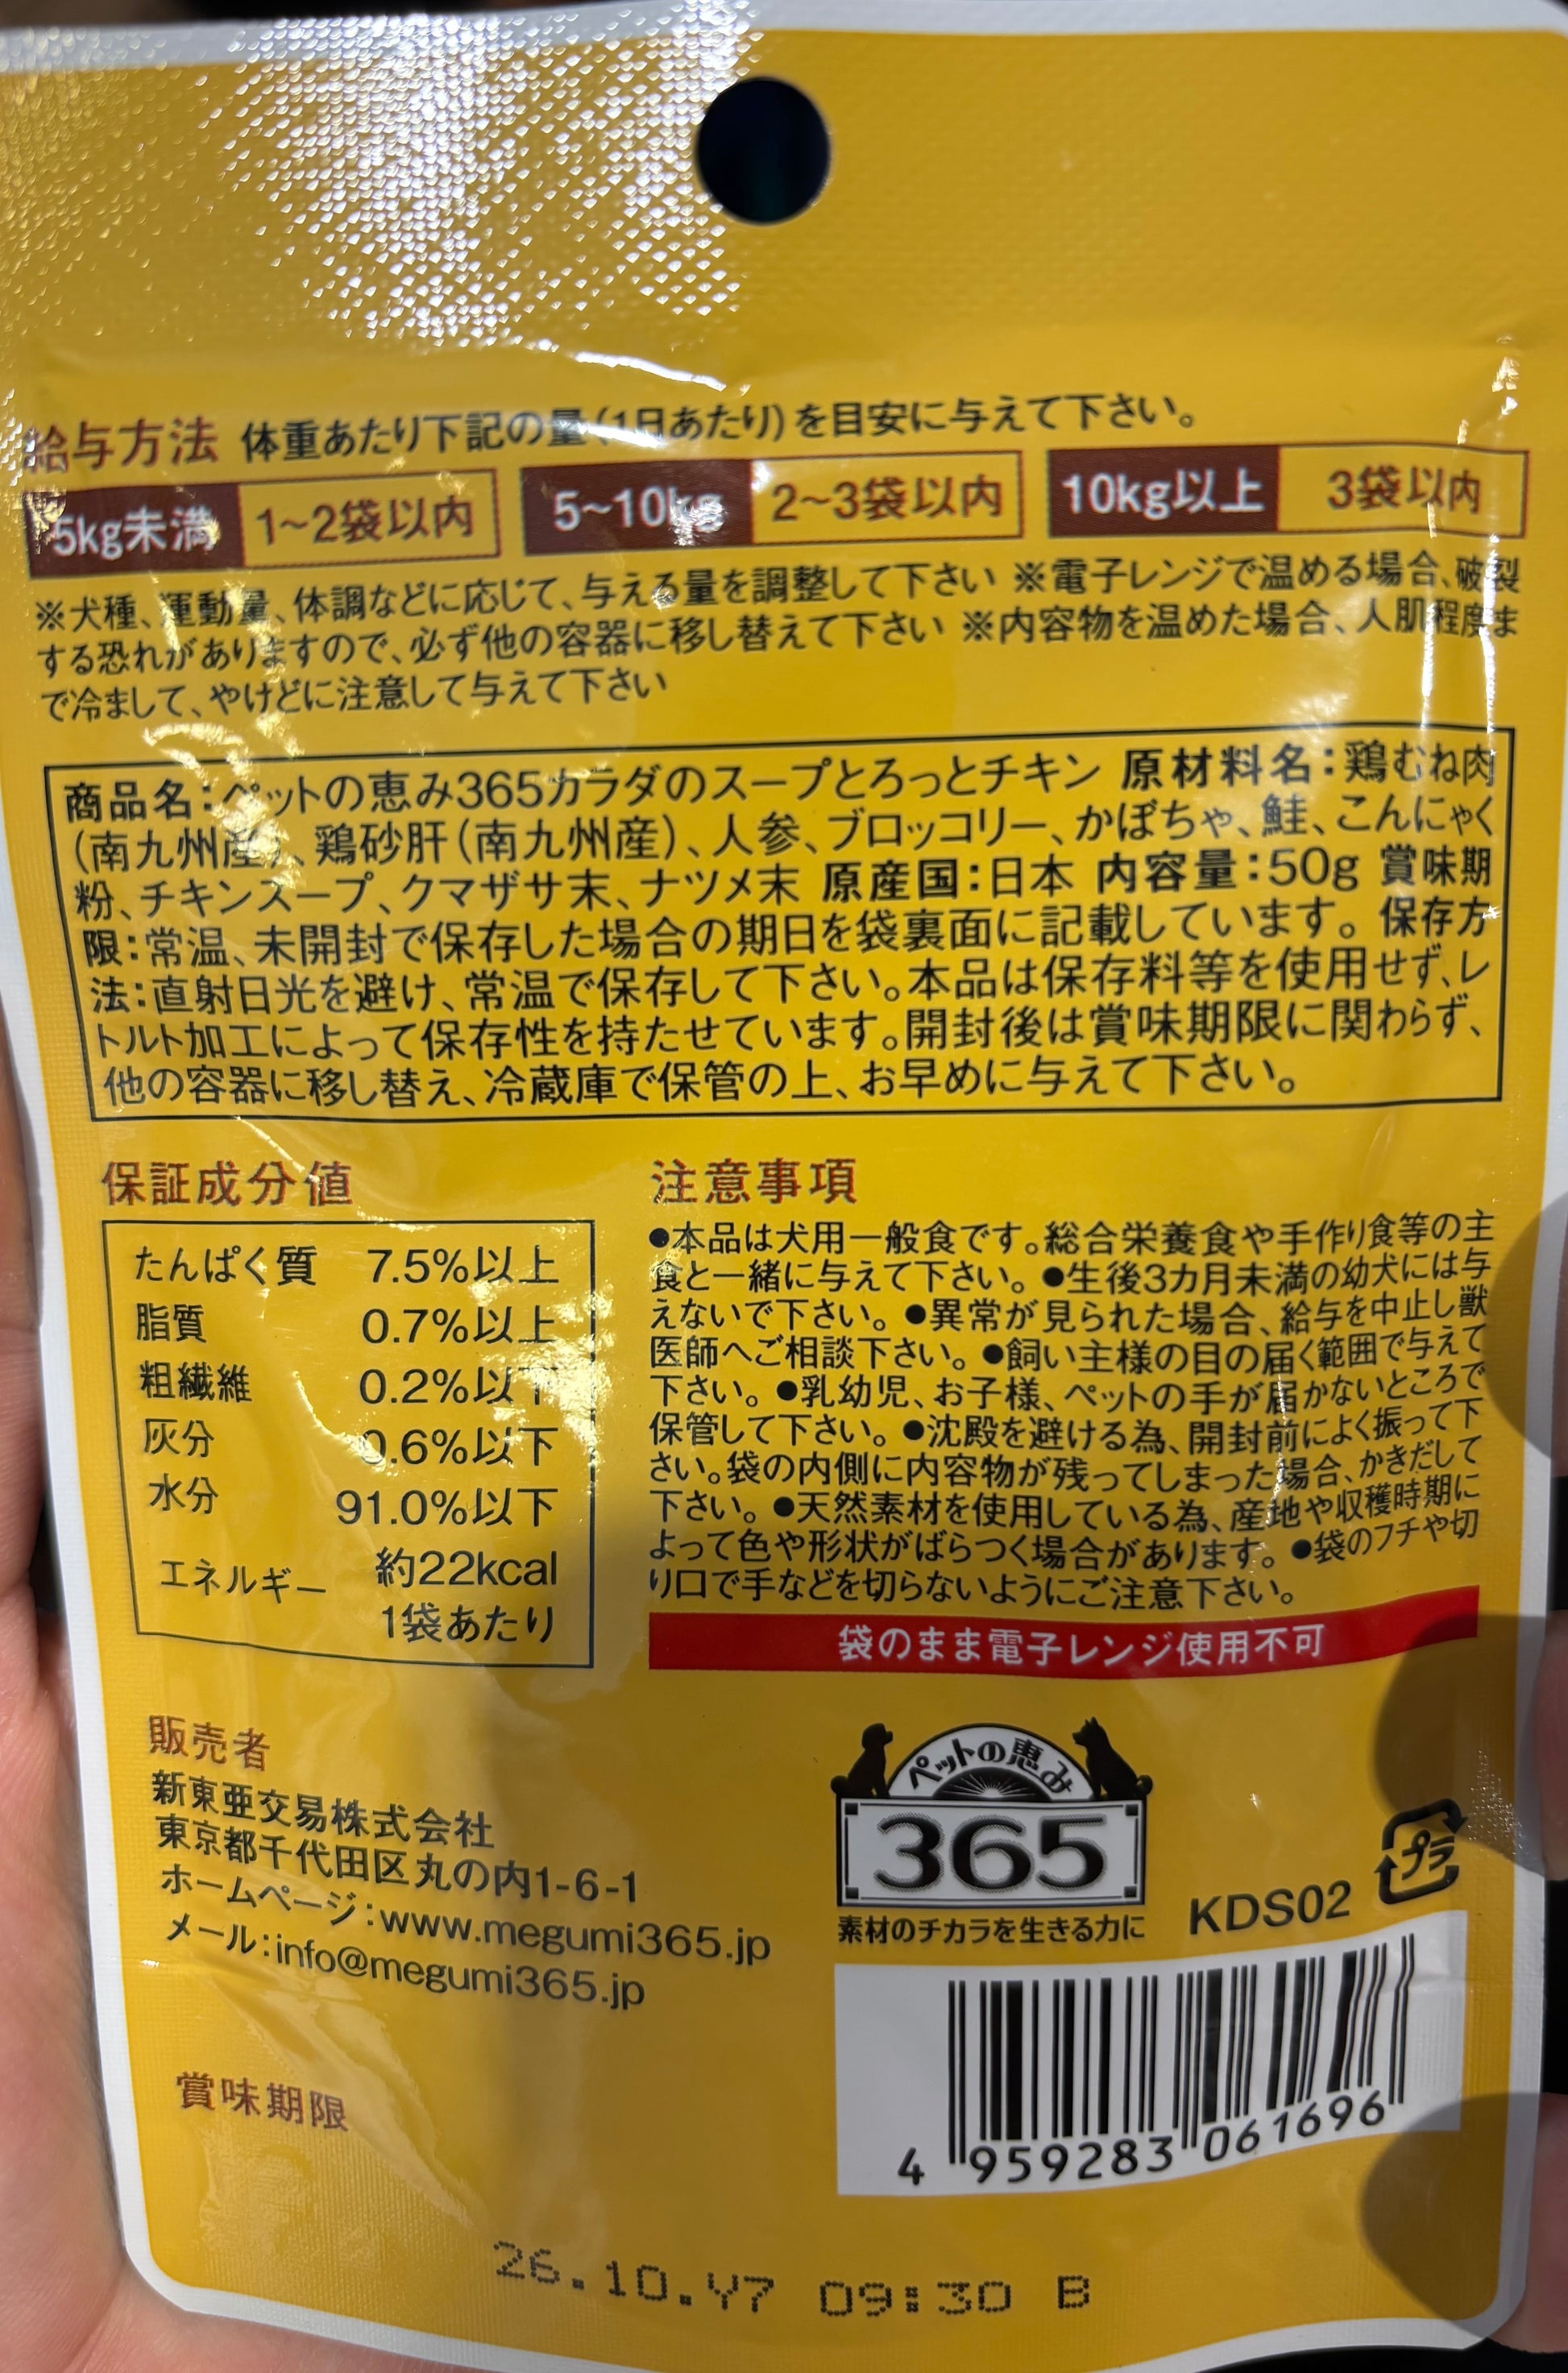 給与方法 体重あたり下記の量(1日あたり)を目安に与えて下さい。
5kg未満 1~2袋以内 5~10kg 2~3袋以内 10kg以上 3袋以内
※犬種、運動量、体調などに応じて、与える量を調整して下さい ※電子レンジで温める場合、破裂
する恐れがありますので、必ず他の容器に移し替えて下さい ※内容物を温めた場合、人肌程度ま
で冷まして、やけどに注意して与えて下さい
商品名:ペットの恵み365カラダのスープとろっとチキン 原材料名:鶏むね肉
(南九州産)、鶏砂肝(南九州産)、人参、ブロッコリー、かぼちゃ、鮭、こんにゃく
粉、チキンスープ、クマザサ末、ナツメ末 原産国:日本 内容量:50g 賞味期
限:常温、未開封で保存した場合の期日を袋裏面に記載しています。保存方
法:直射日光を避け、常温で保存して下さい。本品は保存料等を使用せず、レ
トルト加工によって保存性を持たせています。開封後は賞味期限に関わらず、
他の容器に移し替え、冷蔵庫で保管の上、お早めに与えて下さい。
保証成分値
たんぱく質 7.5%以上
脂質 0.7%以上
粗繊維 0.2%以下
灰分 0.6%以下
水分 91.0%以下
エネルギー 約22kcal
1袋あたり
注意事項
●本品は犬用一般食です。総合栄養食や手作り食等の主
食と一緒に与えて下さい。●生後3カ月未満の幼犬には与
えないで下さい。●異常が見られた場合、給与を中止し獣
医師へご相談下さい。●飼い主様の目の届く範囲で与えて
下さい。●乳幼児、お子様、ペットの手が届かないところで
保管して下さい。●沈殿を避ける為、開封前によく振って下
さい。袋の内側に内容物が残ってしまった場合、かきだして
下さい。●天然素材を使用している為、産地や収穫時期に
よって色や形状がばらつく場合があります。●袋のフチや切
り口で手などを切らないようにご注意下さい。
袋のまま電子レンジ使用不可
販売者
新東亜交易株式会社
東京都千代田区丸の内1-6-1
ホームページ:www.megumi365.jp
メール:info@megumi365.jp
ペットの恵み
365
素材のチカラを生きる力に
KDS02
プラ
4 959283 061696
賞味期限
26.10.Y7 09:30 B